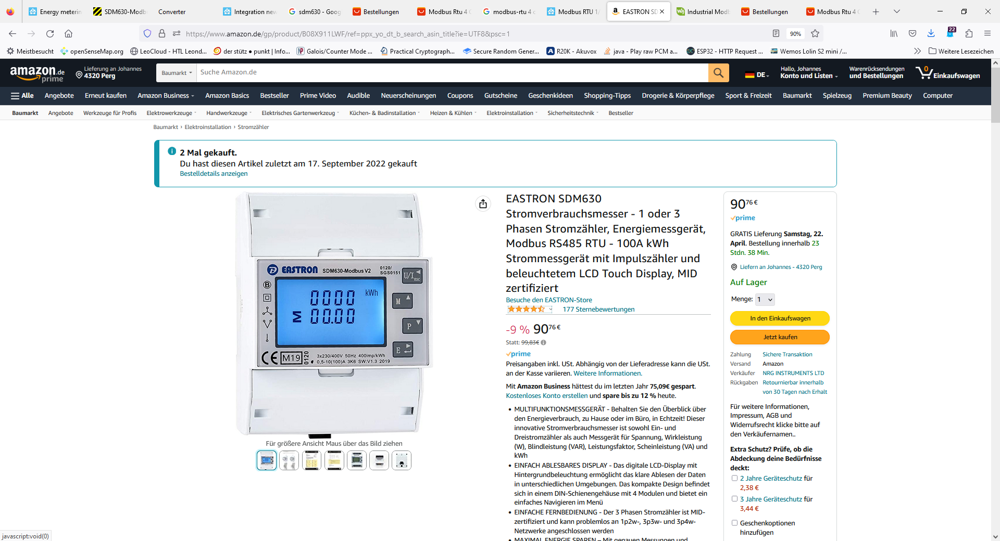 Energy meterin
SDM630-Modb
Converter
Integration new
sdm630 - Goog
Bestellungen
Modbus Rtu 4
modbus-rtu 4
Modbus RTU 1/
EASTRON SD
Industrial Modb
Bestellungen
Modbus Rtu 4
https://www.amazon.de/gp/product/B08X911LWF/ref=ppx_yo_dt_b_search_asin_title?ie=UTF8&psc=1
90%
22
Meistbesucht
openSenseMap.org
LeoCloud - HTL Leond...
der stütz ● punkt | Info...
Galois/Counter Mode ...
Practical Cryptograph...
Secure Random Gener...
R20K - Akuvox
java - Play raw PCM a...
ESP32 - HTTP Request ...
Wemos Lolin S2 mini /...
Weitere Lesezeichen
amazon.de
prime
Lieferung an Johannes
4320 Perg
Baumarkt
Suche Amazon.de
DE
Hallo, Johannes
Konto und Listen
Warenrücksendungen
und Bestellungen
0
Einkaufswagen
Alle
Angebote
Erneut kaufen
Amazon Business
Amazon Basics
Bestseller
Prime Video
Audible
Neuerscheinungen
Coupons
Gutscheine
Geschenkideen
Shopping-Tipps
Drogerie & Körperpflege
Sport & Freizeit
Baumarkt
Spielzeug
Premium Beauty
Computer
Baumarkt
Angebote
Werkzeuge für Profis
Elektrowerkzeuge
Handwerkzeuge
Elektrisches Gartenwerkzeug
Küchen- & Badinstallation
Heizen & Kühlen
Elektroinstallation
Sicherheitstechnik
Bestseller
Baumarkt › Elektroinstallation › Stromzähler
2 Mal gekauft.
Du hast diesen Artikel zuletzt am 17. September 2022 gekauft
Bestelldetails anzeigen
EASTRON SDM630-Modbus V2
0120/
SGS0151
U/I
ESC
B
0000 kWh
M 00.00
M
P
E
CE M19 0120
3x230/400V 50Hz 400imp/kWh
0,5-10(100)A 3K6 SW:V1.3 2019
Für größere Ansicht Maus über das Bild ziehen
EASTRON SDM630
Stromverbrauchsmesser - 1 oder 3
Phasen Stromzähler, Energiemessgerät,
Modbus RS485 RTU - 100A kWh
Strommessgerät mit Impulszähler und
beleuchtetem LCD Touch Display, MID
zertifiziert
Besuche den EASTRON-Store
177 Sternebewertungen
-9 % 9076 €
Statt: 99,83€
prime
Preisangaben inkl. USt. Abhängig von der Lieferadresse kann die USt.
an der Kasse variieren. Weitere Informationen.
Mit Amazon Business hättest du im letzten Jahr 75,09€ gespart.
Kostenloses Konto erstellen und spare bis zu 12 % heute.
• MULTIFUNKTIONSMESSGERÄT - Behalten Sie den Überblick über
den Energieverbrauch, zu Hause oder im Büro, in Echtzeit! Dieser
innovative Stromverbrauchsmesser ist sowohl Ein- und
Dreistromzähler als auch Messgerät für Spannung, Wirkleistung
(W), Blindleistung (VAR), Leistungsfaktor, Scheinleistung (VA) und
kWh
• EINFACH ABLESBARES DISPLAY - Das digitale LCD-Display mit
Hintergrundbeleuchtung ermöglicht das klare Ablesen der Daten
in unterschiedlichen Umgebungen. Das kompakte Design befindet
sich in einem DIN-Schienengehäuse mit 4 Modulen und bietet ein
einfaches Navigieren im Menü
• EINFACHE FERNBEDIENUNG - Der 3 Phasen Stromzähler ist MID-
zertifiziert und kann problemlos an 1p2w-, 3p3w- und 3p4w-
Netzwerke angeschlossen werden
• MAXIMAL ENERGIE SPAREN – Mit genauen Messungen und
9076 €
prime
GRATIS Lieferung Samstag, 22.
April. Bestellung innerhalb 23
Stdn. 38 Min.
Liefern an Johannes - 4320 Perg
Auf Lager
Menge: 1
In den Einkaufswagen
Jetzt kaufen
Zahlung Sichere Transaktion
Versand Amazon
Verkäufer NRG INSTRUMENTS LTD
Rückgaben Retournierbar innerhalb
von 30 Tagen nach Erhalt
Für weitere Informationen,
Impressum, AGB und
Widerrufsrecht klicke bitte auf
den Verkäufernamen..
Extra Schutz? Prüfe, ob die
Abdeckung deine Bedürfnisse
deckt:
2 Jahre Geräteschutz für
2,38 €
3 Jahre Geräteschutz für
3,44 €
Geschenkoptionen
hinzufügen
javascript:void(0)